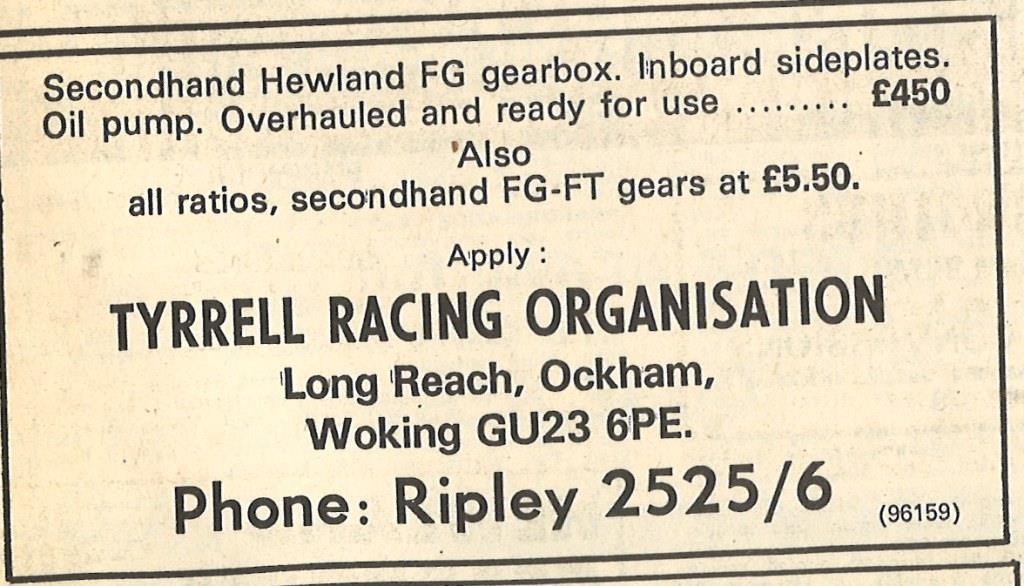 Secondhand Hewland FG gearbox. Inboard sideplates.
Oil pump. Overhauled and ready for use ......... £450
Also
all ratios, secondhand FG-FT gears at £5.50.
Apply :
TYRRELL RACING ORGANISATION
Long Reach, Ockham,
Woking GU23 6PE.
Phone: Ripley 2525/6 (96159)